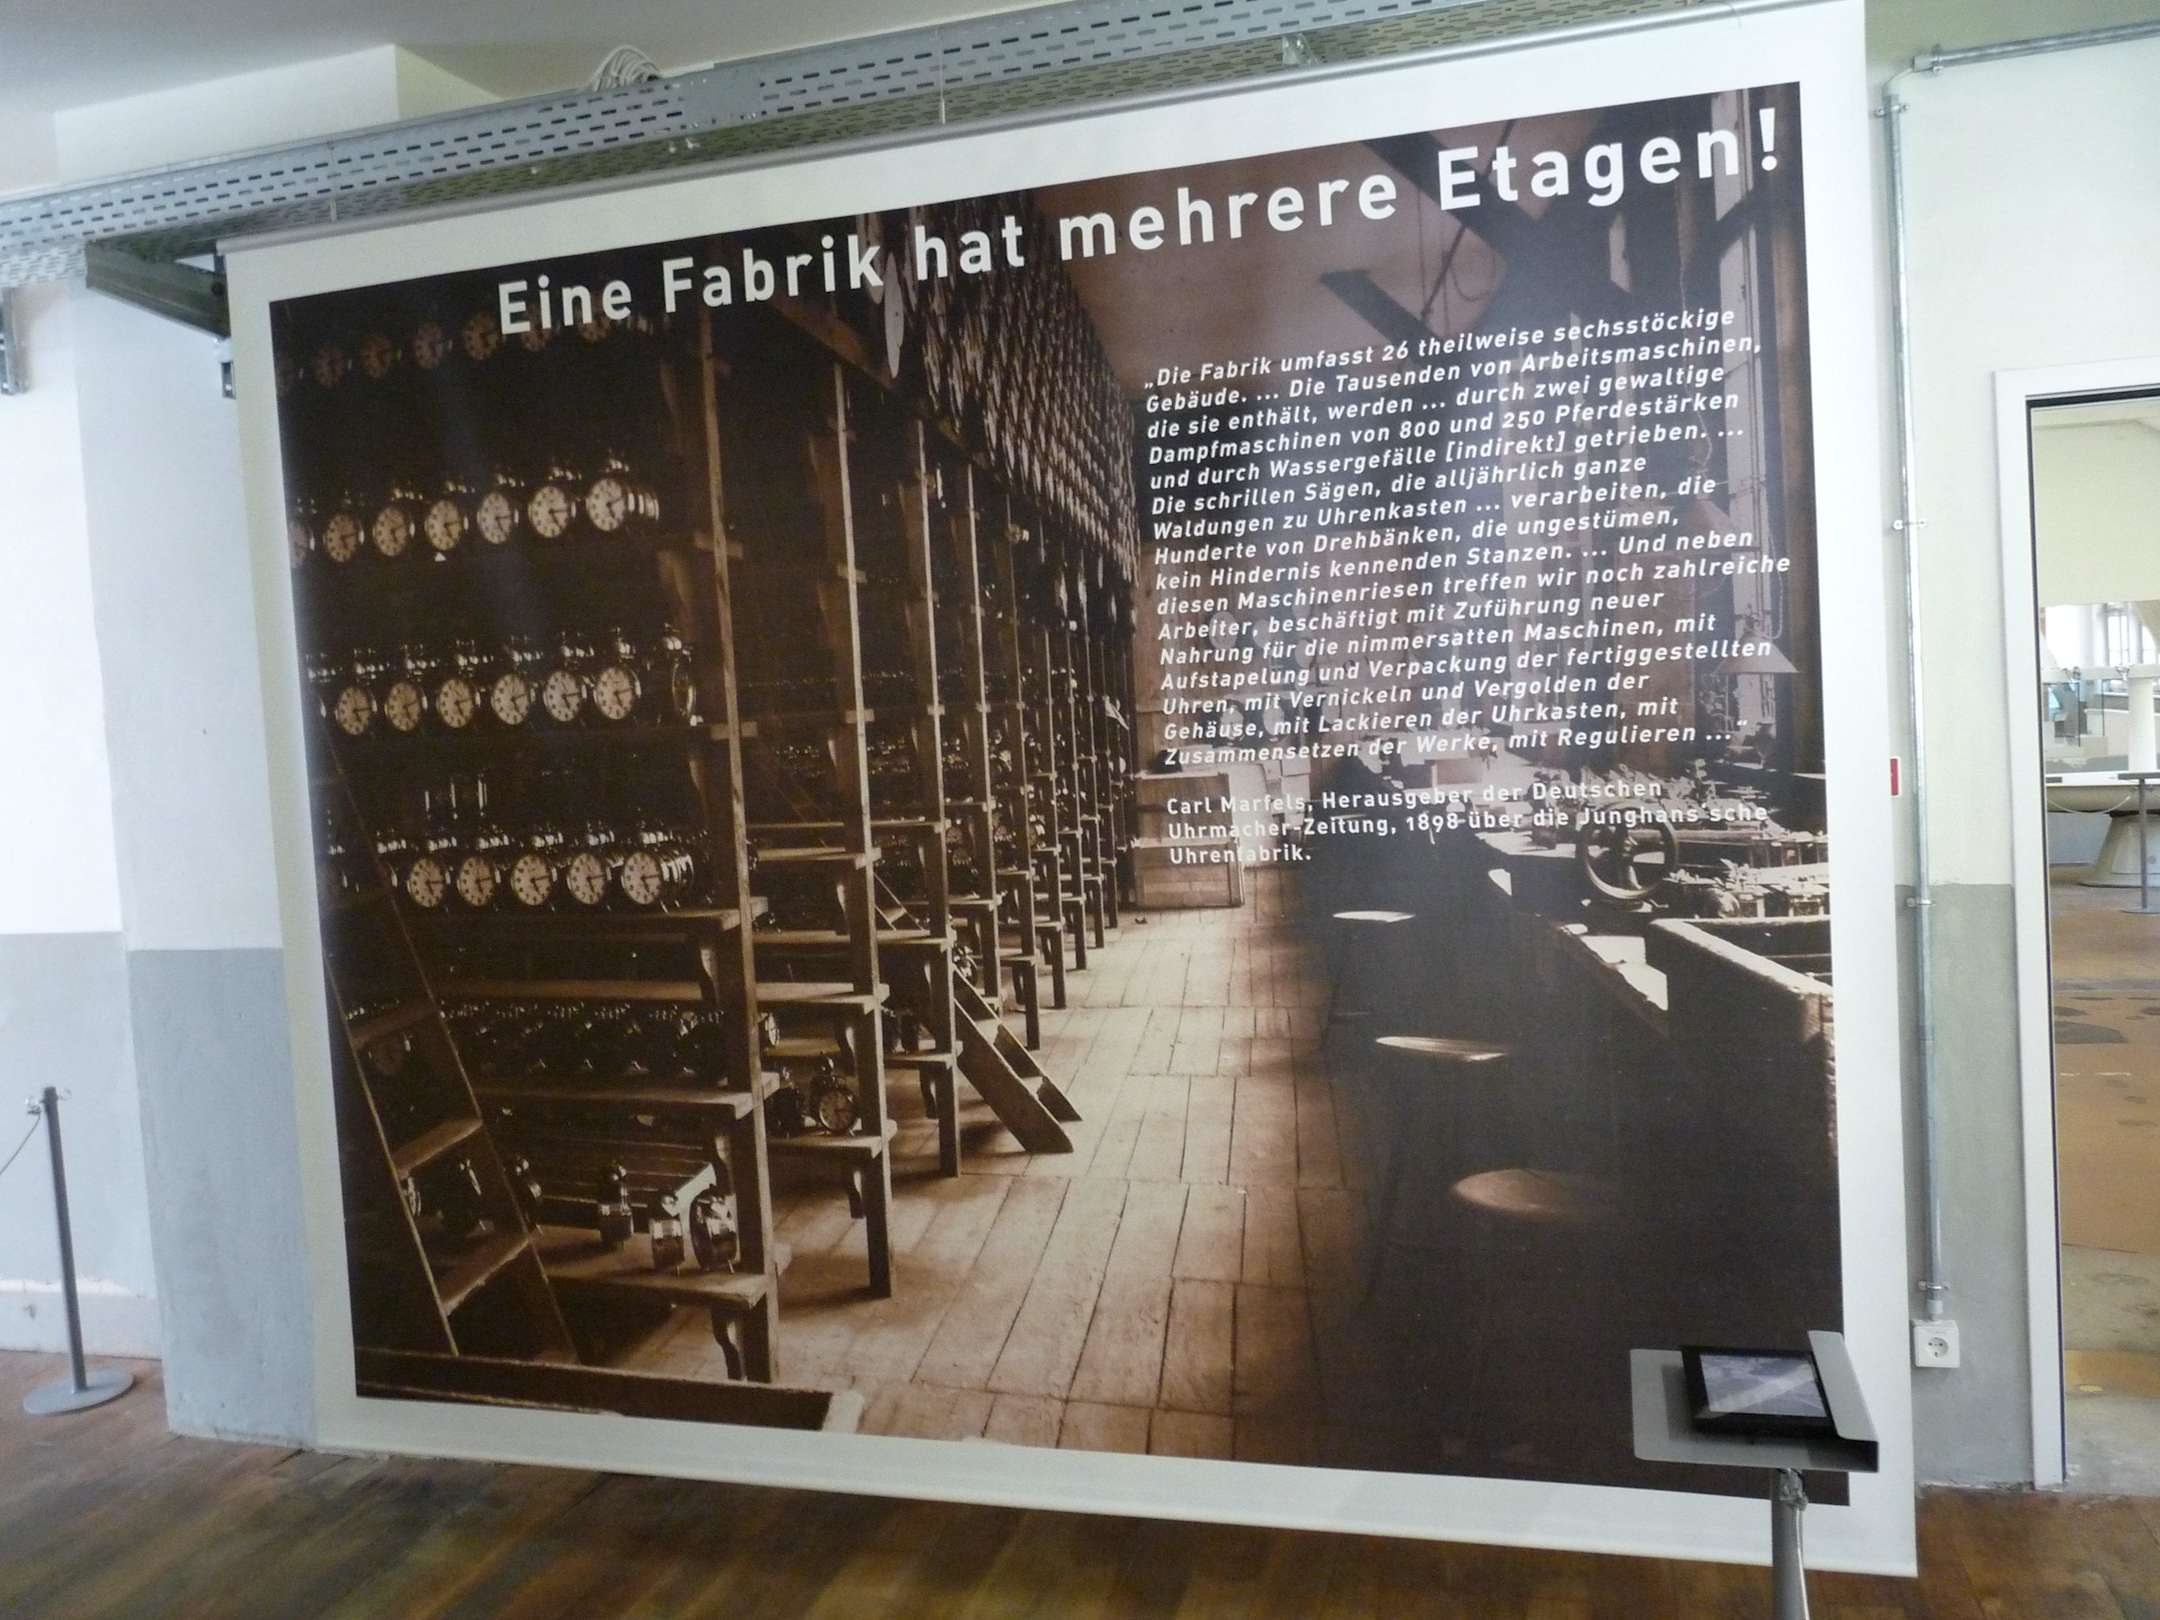 Eine Fabrik hat mehrere Etagen!
„Die Fabrik umfasst 26 theilweise sechsstöckige
Gebäude. ... Die Tausenden von Arbeitsmaschinen,
die sie enthält, werden ... durch zwei gewaltige
Dampfmaschinen von 800 und 250 Pferdestärken
und durch Wassergefälle [indirekt] getrieben. ...
Die schrillen Sägen, die alljährlich ganze
Waldungen zu Uhrenkasten ... verarbeiten, die
Hunderte von Drehbänken, die ungestümen,
kein Hindernis kennenden Stanzen. ... Und neben
diesen Maschinenriesen treffen wir noch zahlreiche
Arbeiter, beschäftigt mit Zuführung neuer
Nahrung für die nimmersatten Maschinen, mit
Aufstapelung und Verpackung der fertiggestellten
Uhren, mit Vernickeln und Vergolden der
Gehäuse, mit Lackieren der Uhrkasten, mit
Zusammensetzen der Werke, mit Regulieren ... “
Carl Marfels, Herausgeber der Deutschen
Uhrmacher-Zeitung, 1898 über die Junghans'sche
Uhrenfabrik.